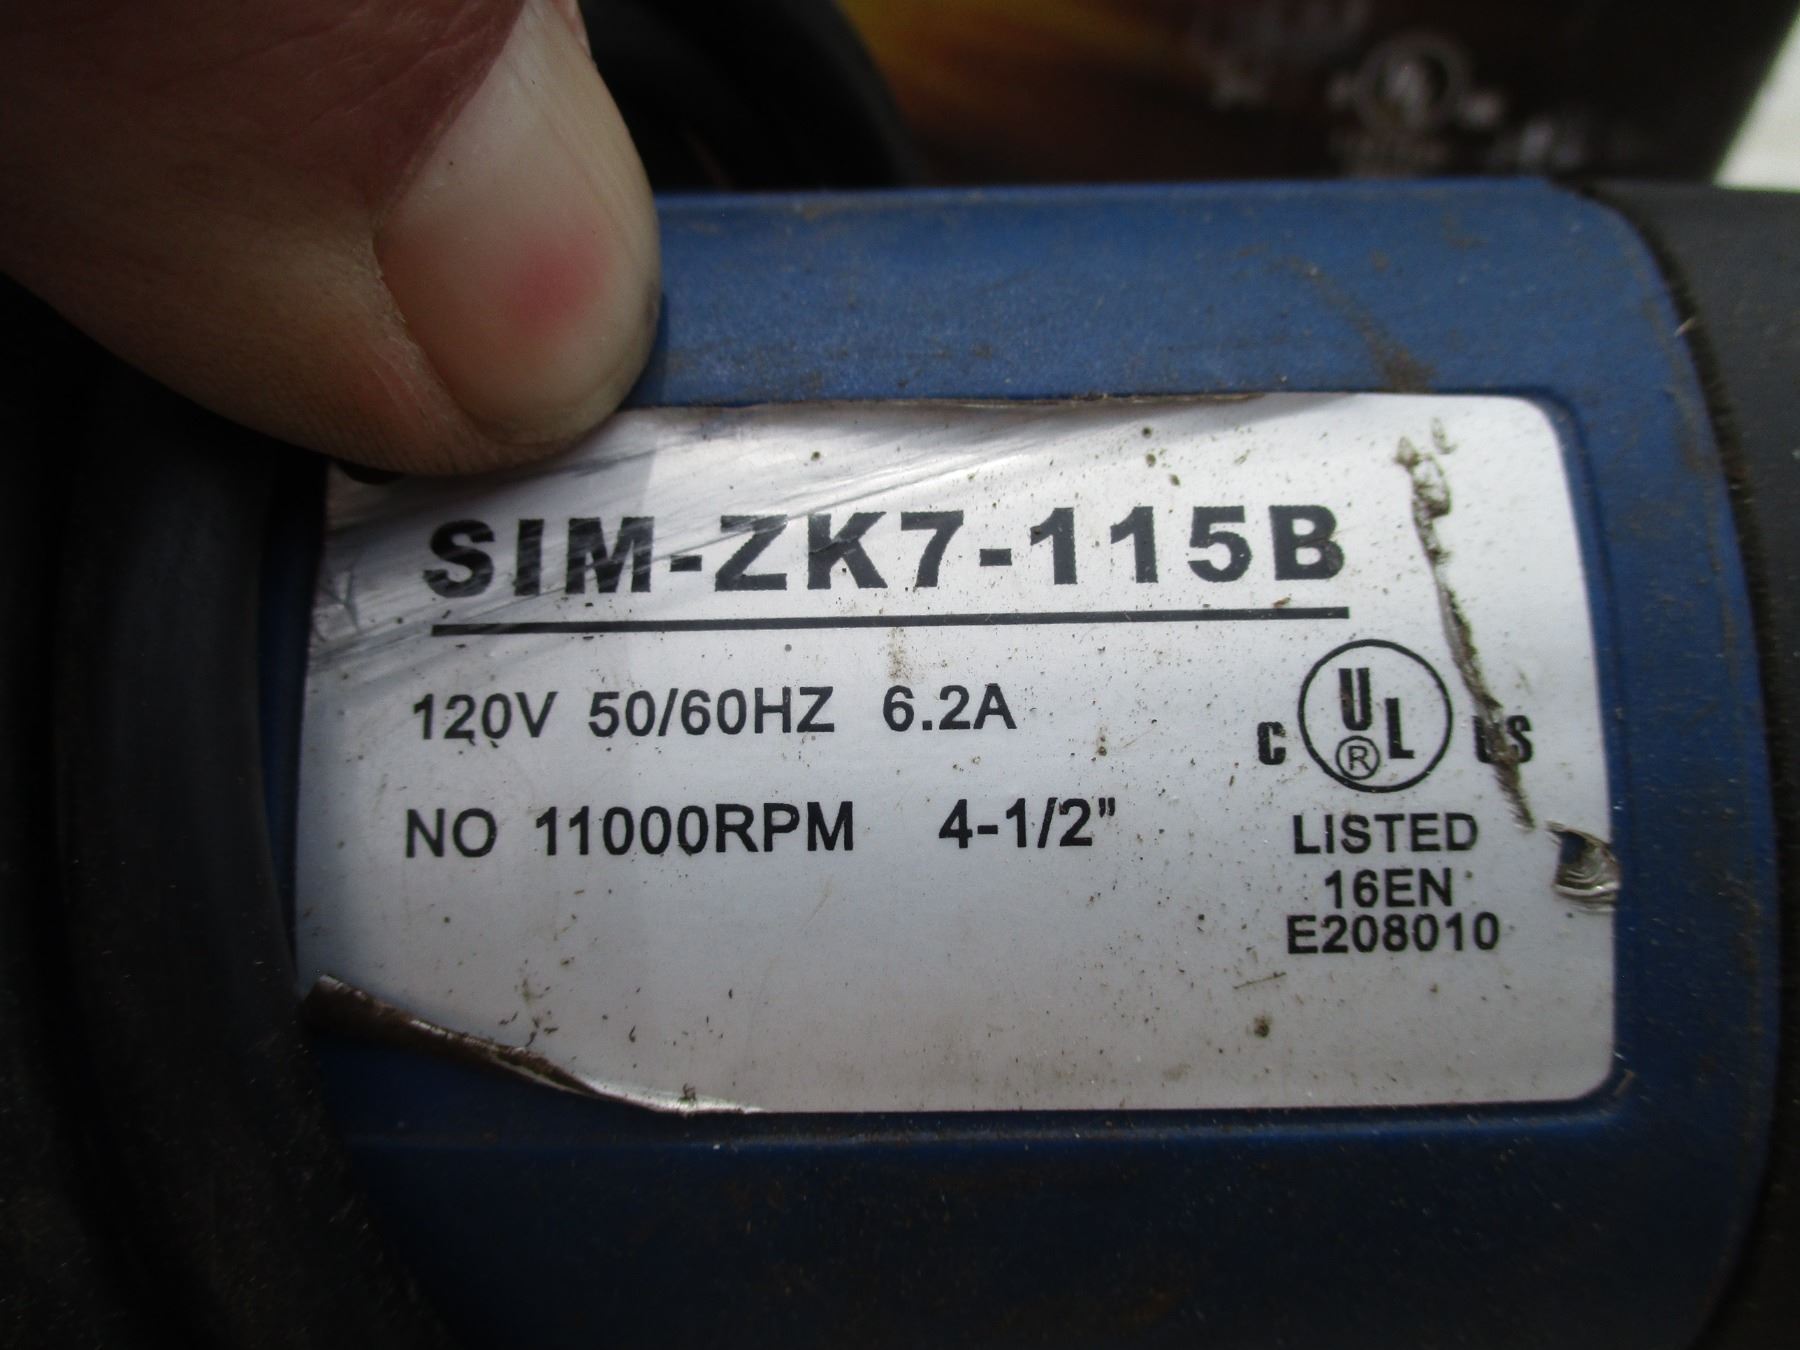 SIM-ZK7-115B
120V 50/60HZ 6.2A
NO 11000RPM 4-1/2"
C UL® US
LISTED
16EN
E208010